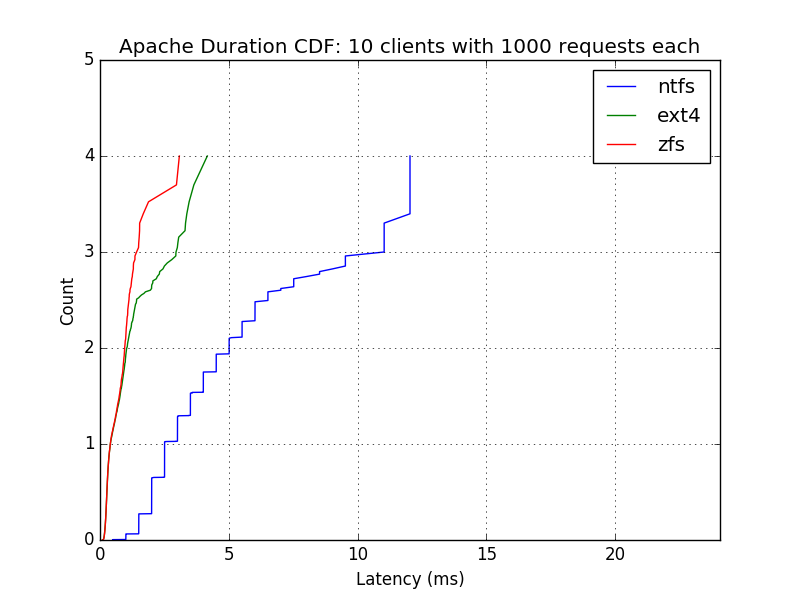 Apache Duration CDF: 10 clients with 1000 requests each
5
4
3
2
1
0
Count
ntfs
ext4
zfs
0 5 10 15 20
Latency (ms)